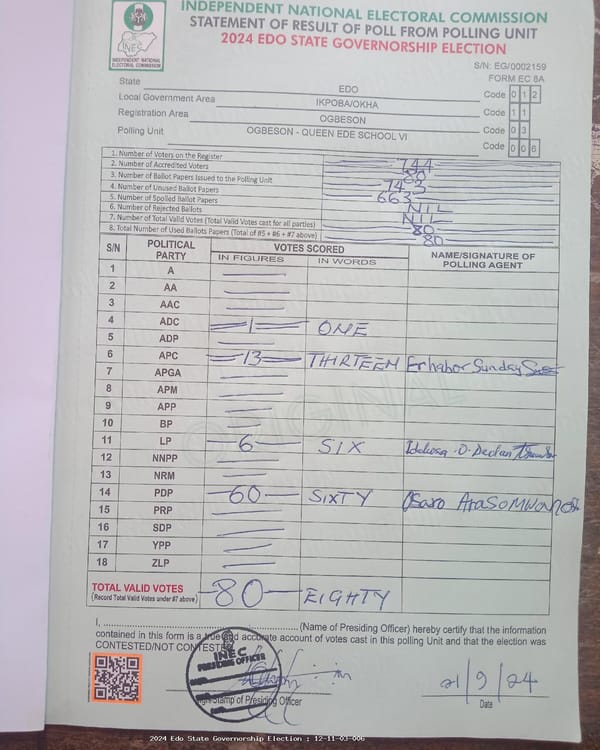 INDEPENDENT NATIONAL ELECTORAL COMMISSION
STATEMENT OF RESULT OF POLL FROM POLLING UNIT
2024 EDO STATE GOVERNORSHIP ELECTION
INEC
INDEPENDENT NATIONAL
ELECTORAL COMMISSION
S/N: EG/0002159
FORM EC 8A
State EDO Code 0 1 2
Local Government Area IKPOBA/OKHA Code 1 1
Registration Area OGBESON Code 0 3
Polling Unit OGBESON - QUEEN EDE SCHOOL VI Code 0 0 6
1. Number of Voters on the Register 744
2. Number of Accredited Voters 80
3. Number of Ballot Papers Issued to the Polling Unit 743
4. Number of Unused Ballot Papers 663
5. Number of Spoiled Ballot Papers NIL
6. Number of Rejected Ballots NIL
7. Number of Total Valid Votes (Total Valid Votes cast for all parties) 80
8. Total Number of Used Ballots Papers (Total of #5 + #6 + #7 above) 80
S/N POLITICAL PARTY VOTES SCORED NAME/SIGNATURE OF POLLING AGENT
IN FIGURES IN WORDS
1 A
2 AA
3 AAC
4 ADC 1 ONE
5 ADP
6 APC 13 THIRTEEN Erhabor Sunday
7 APGA
8 APM
9 APP
10 BP
11 LP 6 SIX
12 NNPP
13 NRM
14 PDP 60 SIXTY Osaro
15 PRP
16 SDP
17 YPP
18 ZLP
TOTAL VALID VOTES 80 EIGHTY
(Record Total Valid Votes under #7 above)
ORIGINAL
I, .......................................................... (Name of Presiding Officer) hereby certify that the information
contained in this form is a true and accurate account of votes cast in this polling Unit and that the election was
CONTESTED/NOT CONTESTED
INEC
PRESIDING OFFICER
Sign/Stamp of Presiding Officer
21/9/24
Date
2024 Edo State Governorship Election : 12-11-03-006